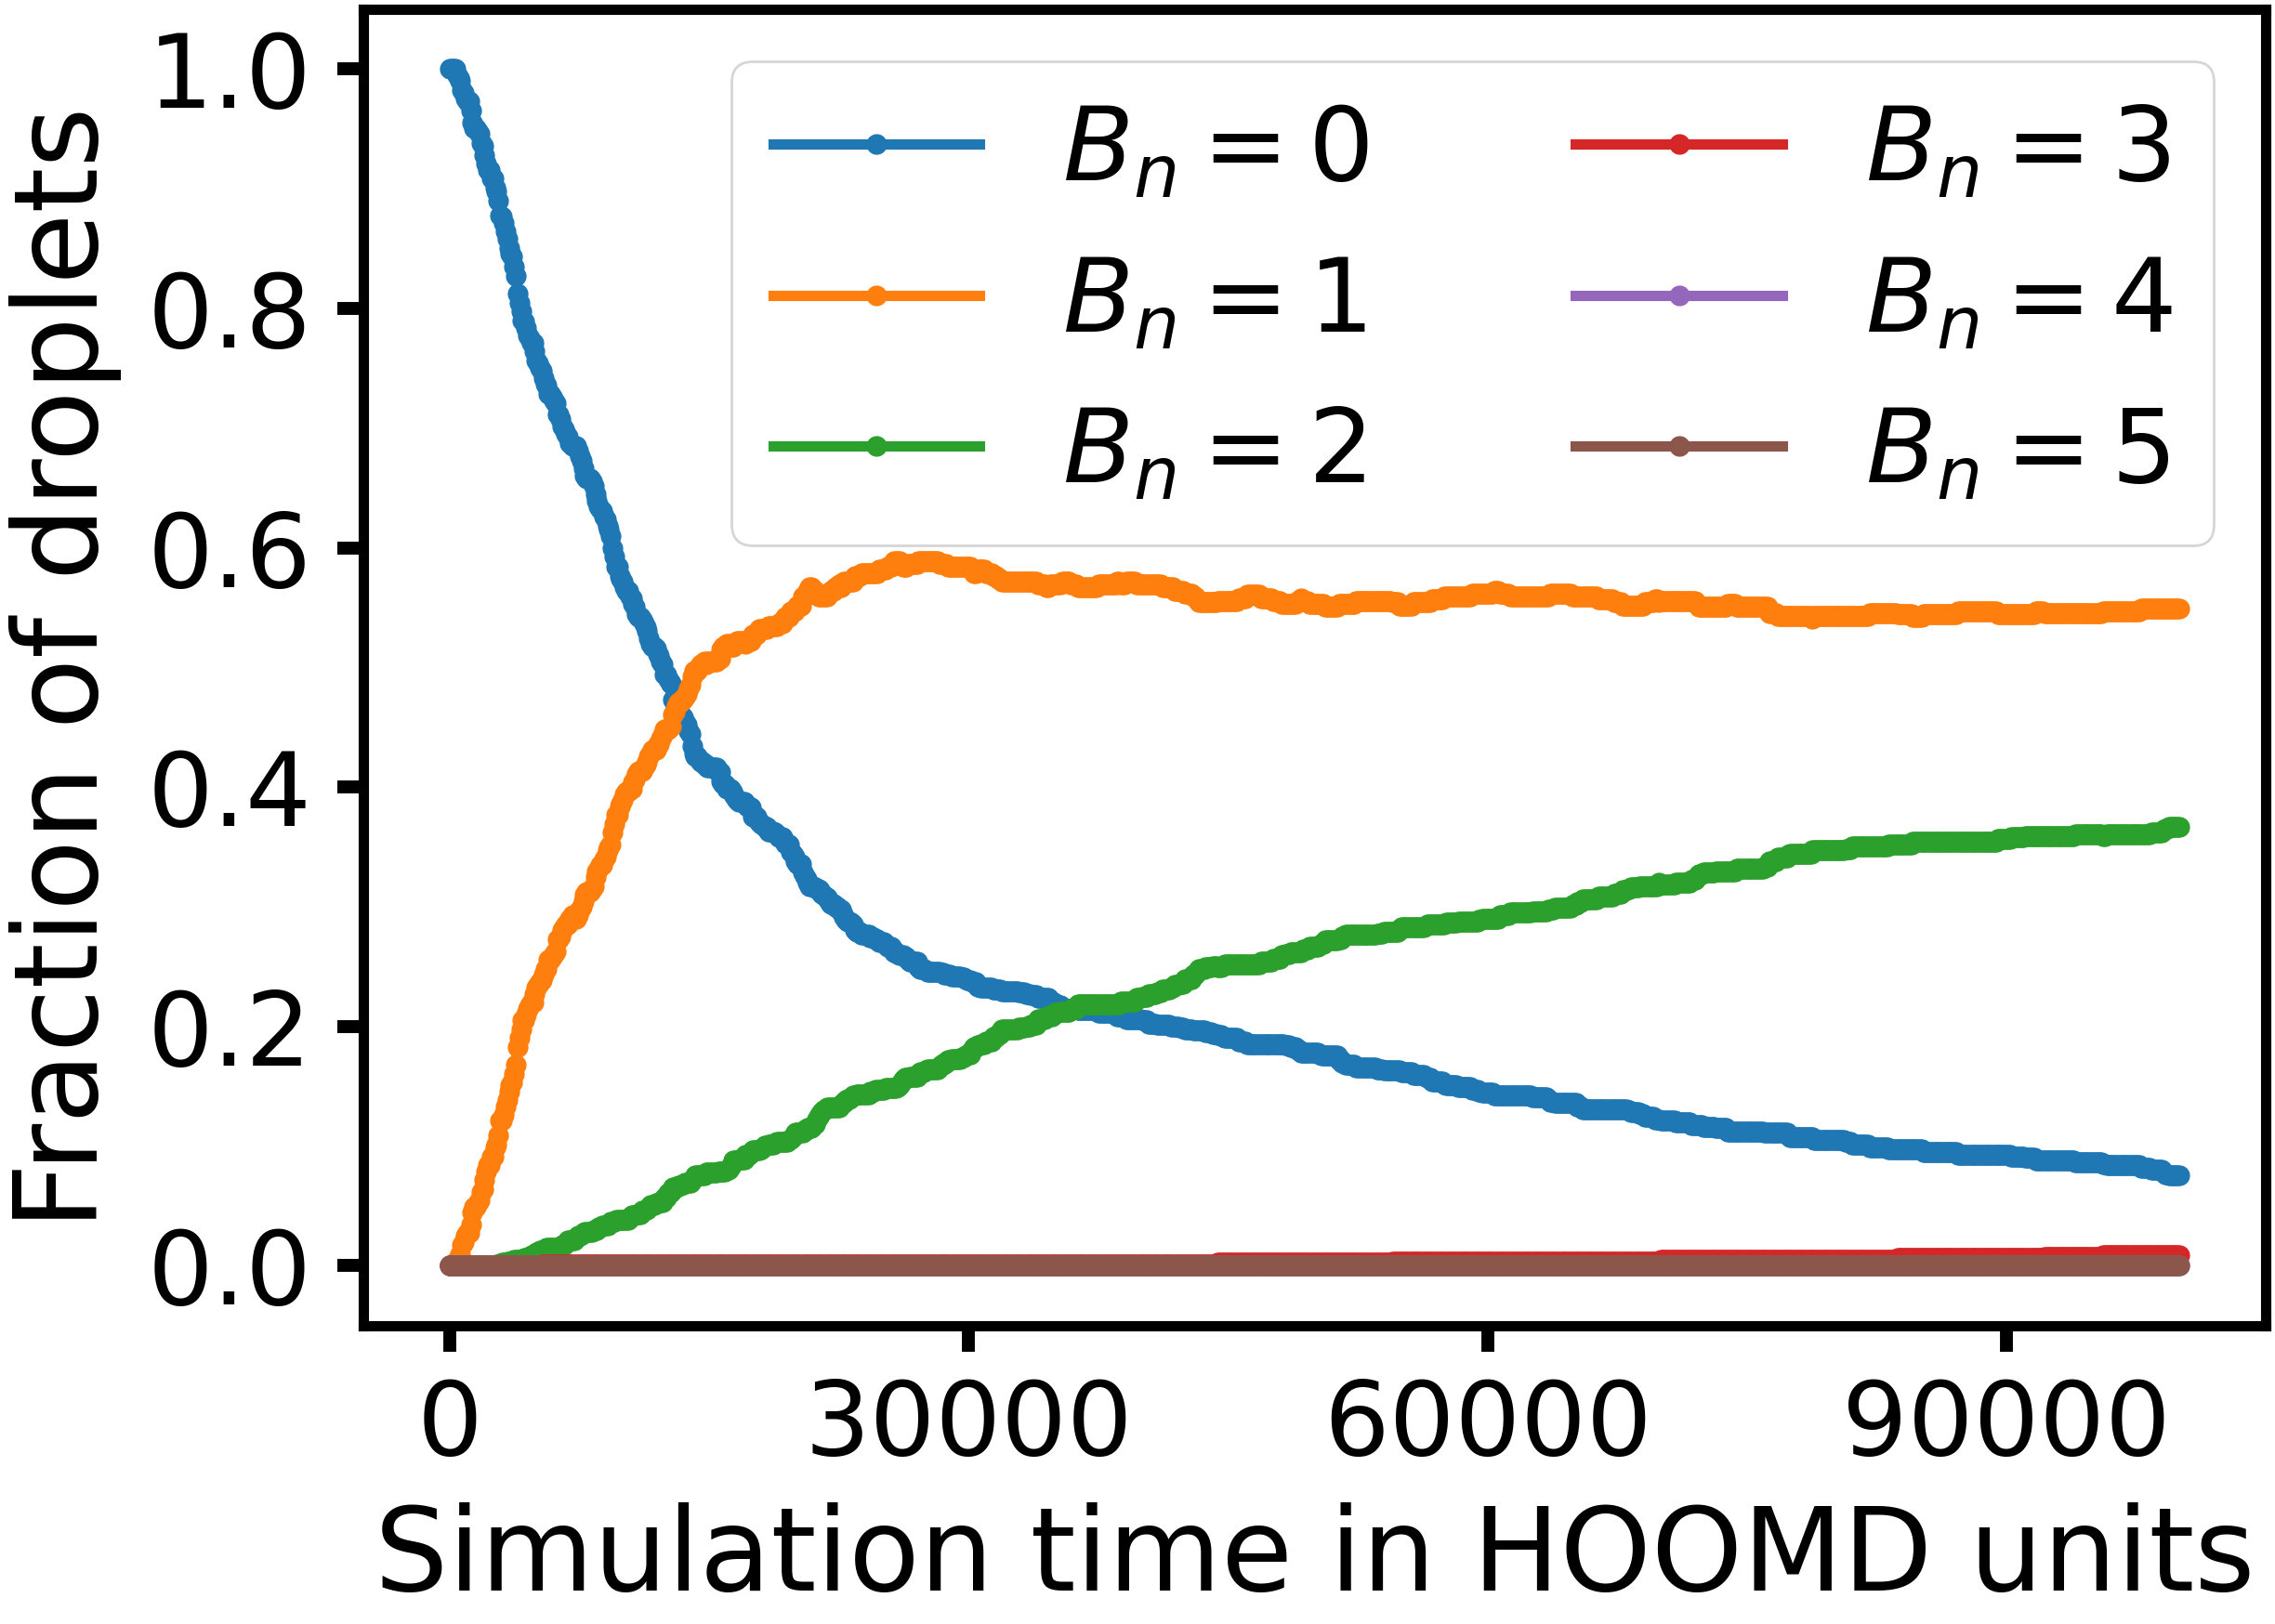 Fraction of droplets
1.0
0.8
0.6
0.4
0.2
0.0
B_n = 0
B_n = 1
B_n = 2
B_n = 3
B_n = 4
B_n = 5
0 30000 60000 90000
Simulation time in HOOMD units